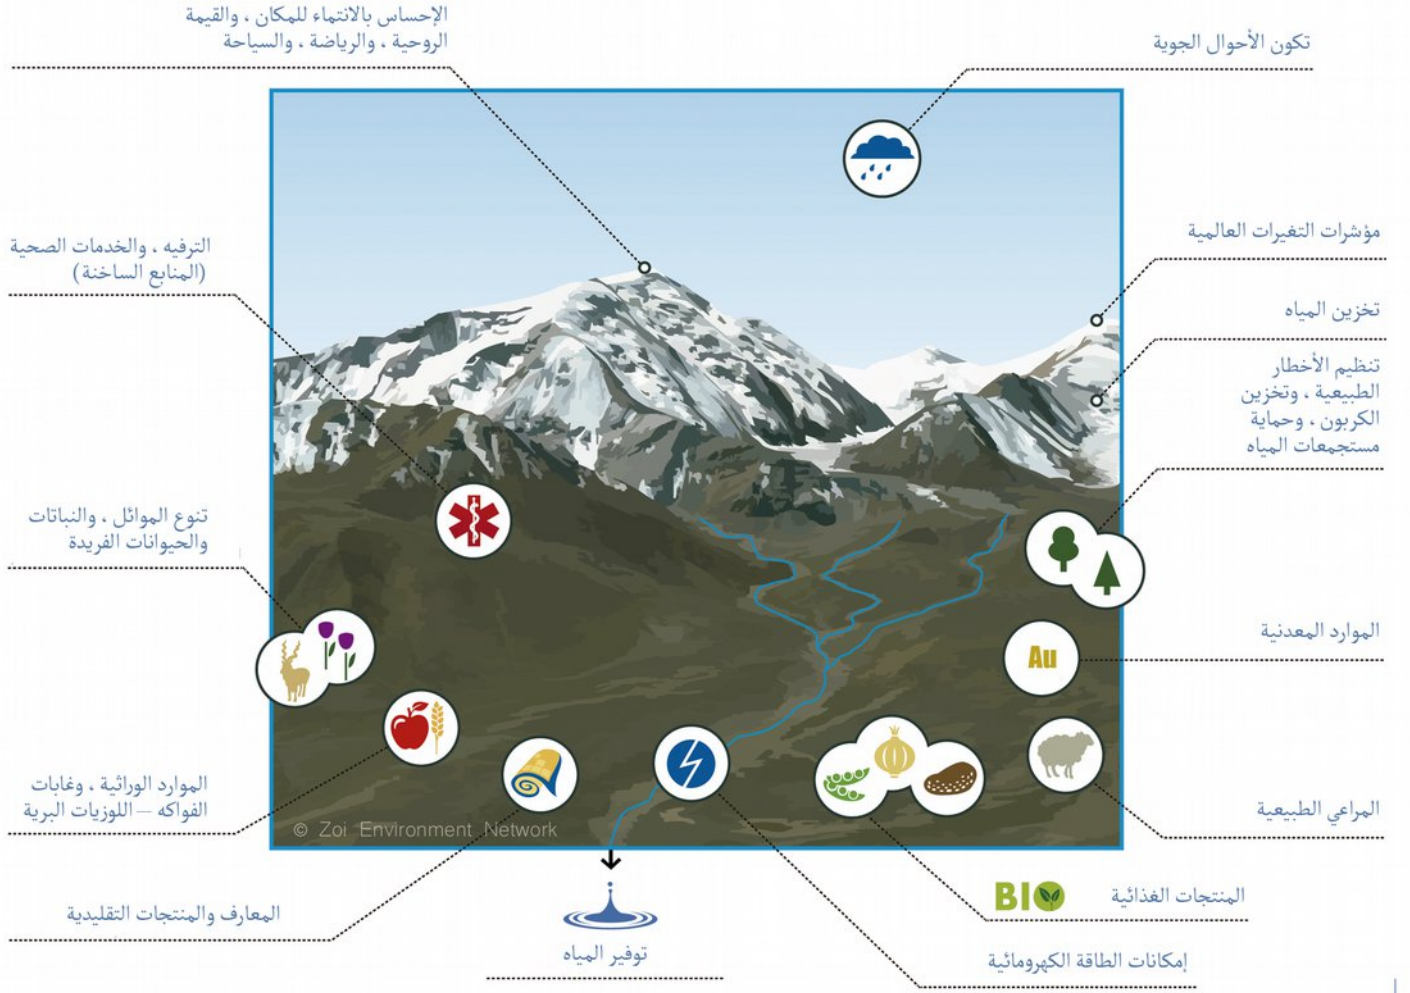 الإحساس بالانتماء للمكان ، والقيمة
الروحية ، والرياضة ، والسياحة
تكون الأحوال الجوية
مؤشرات التغيرات العالمية
الترفيه ، والخدمات الصحية
(المنابع الساخنة)
تخزين المياه
تنظيم الأخطار
الطبيعية ، وتخزين
الكربون ، وحماية
مستجمعات المياه
تنوع الموائل ، والنباتات
والحيوانات الفريدة
الموارد المعدنية
Au
الموارد الوراثية ، وغابات
الفواكه – اللوزيات البرية
المراعي الطبيعية
© Zoi Environment Network
المنتجات الغذائية
BIO
المعارف والمنتجات التقليدية
توفير المياه
إمكانات الطاقة الكهرومائية